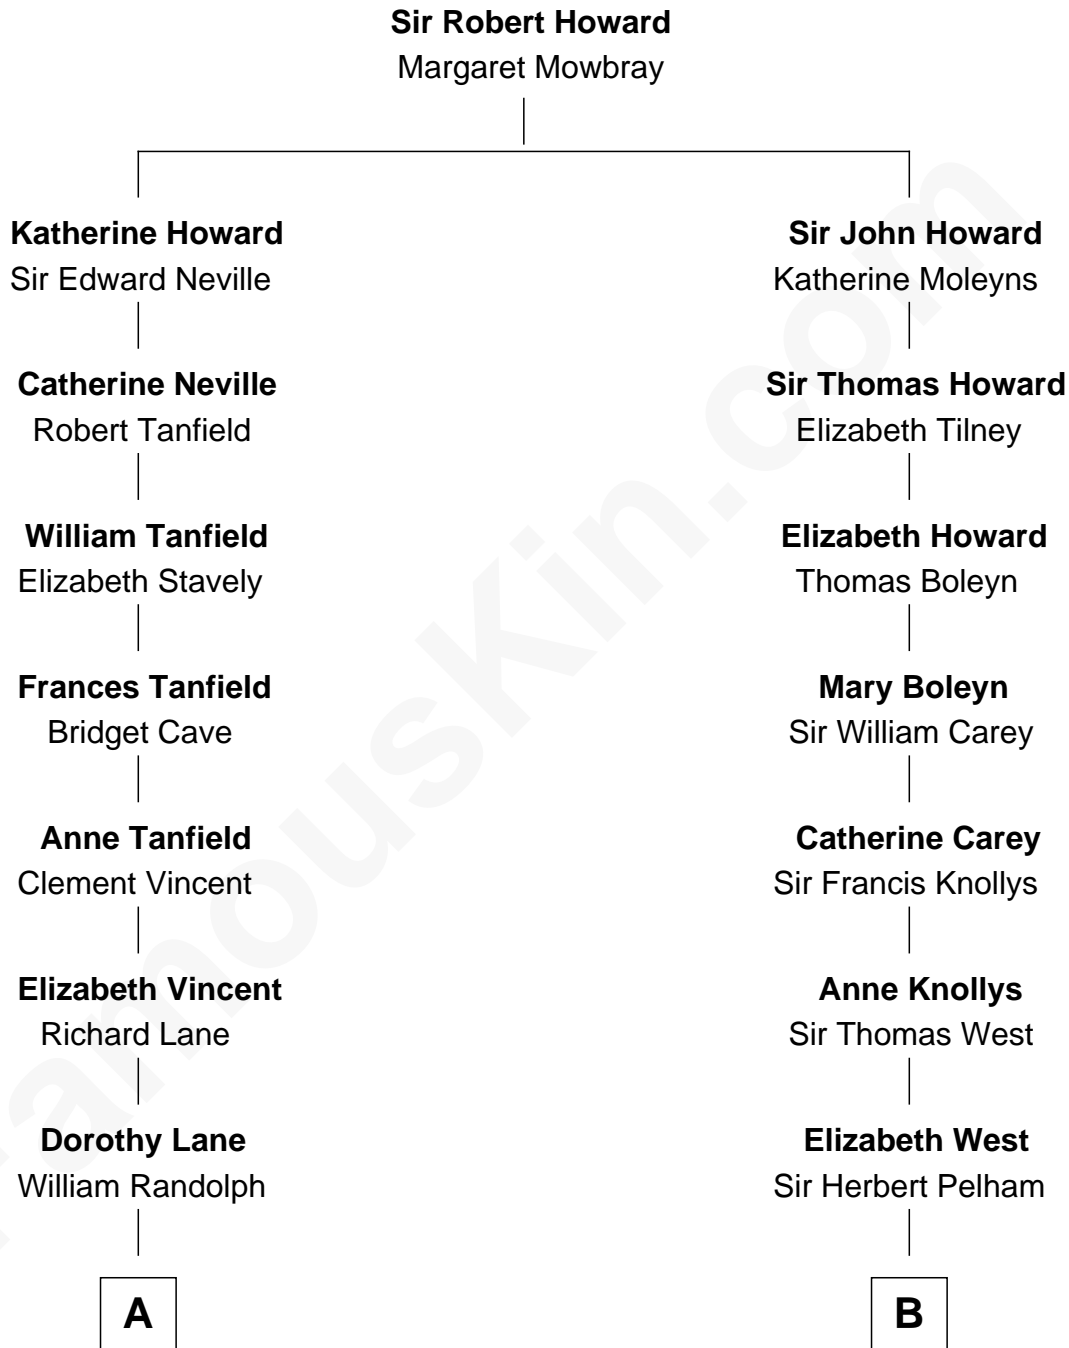 Sir Robert Howard
Margaret Mowbray
Katherine Howard
Sir Edward Neville
Sir John Howard
Katherine Moleyns
Catherine Neville
Robert Tanfield
Sir Thomas Howard
Elizabeth Tilney
William Tanfield
Elizabeth Stavely
Elizabeth Howard
Thomas Boleyn
Frances Tanfield
Bridget Cave
Mary Boleyn
Sir William Carey
Anne Tanfield
Clement Vincent
Catherine Carey
Sir Francis Knollys
Elizabeth Vincent
Richard Lane
Anne Knollys
Sir Thomas West
Dorothy Lane
William Randolph
Elizabeth West
Sir Herbert Pelham
A
B
FamousKin.com